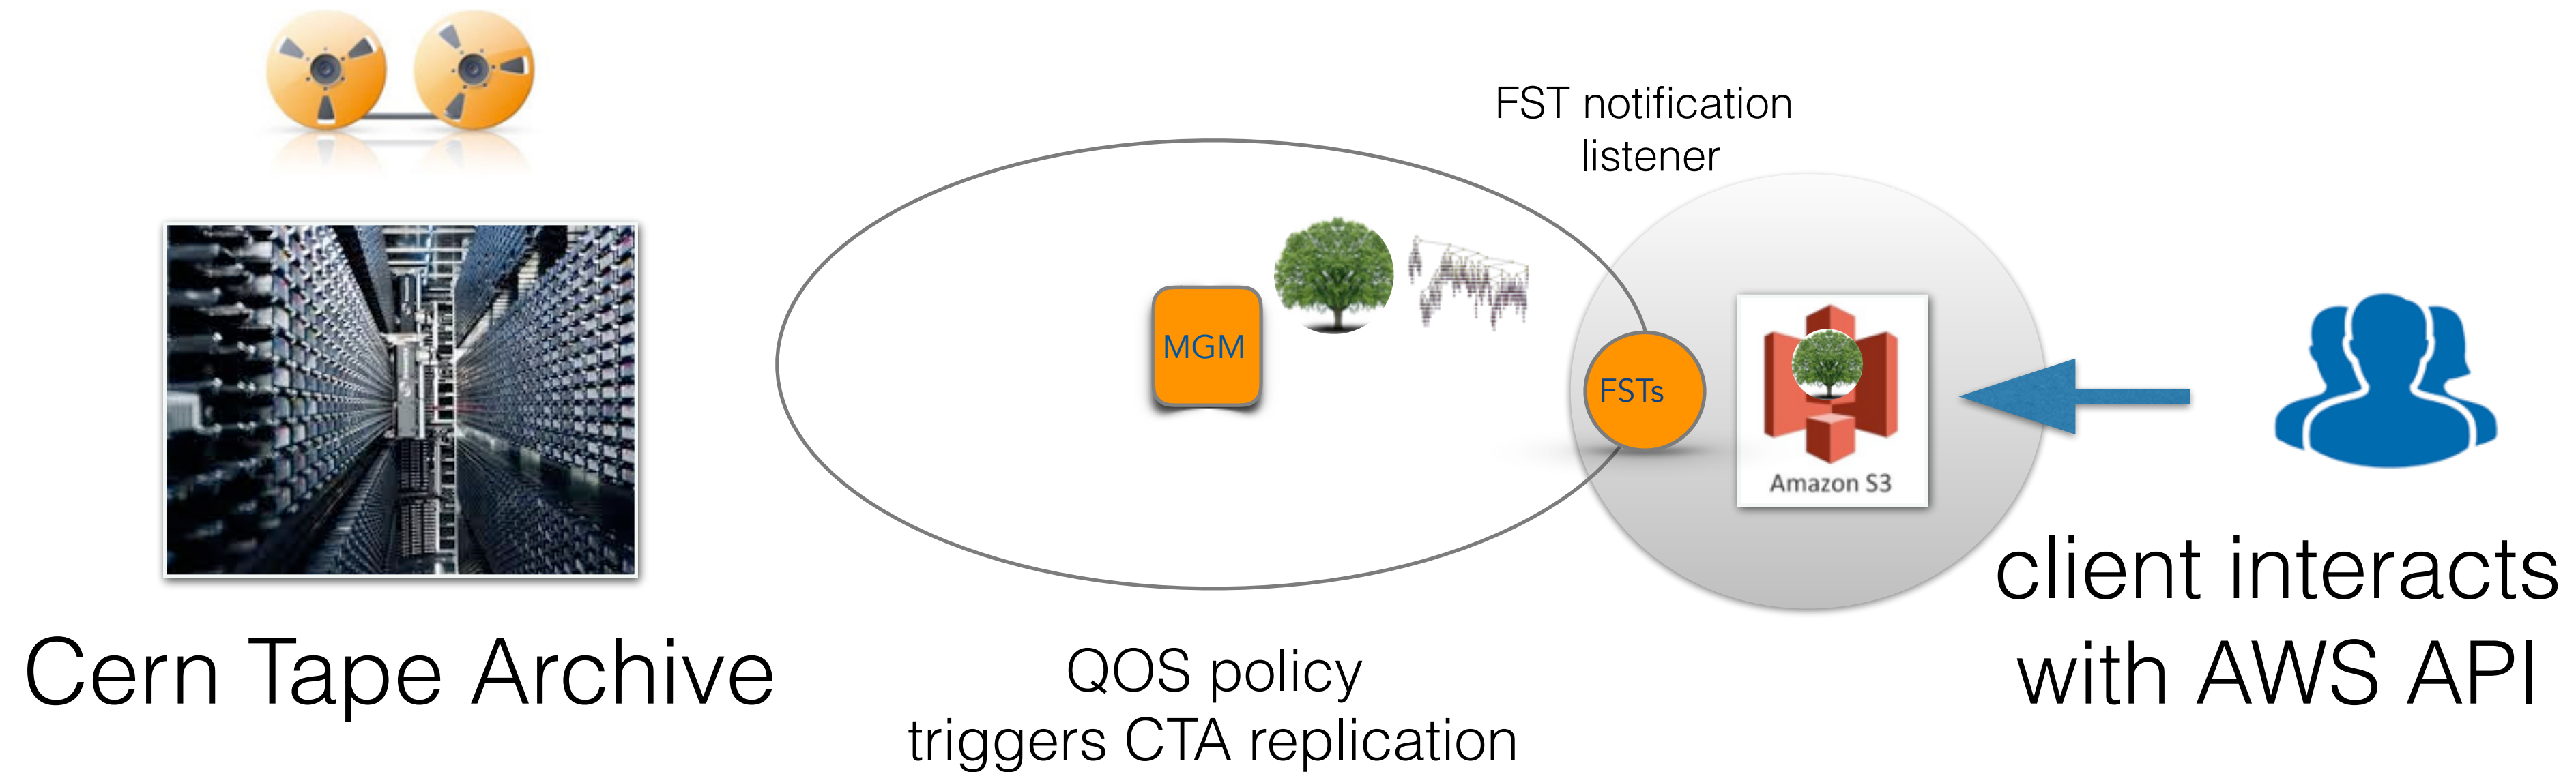 FST notification
listener
MGM
FSTs
Amazon S3
Cern Tape Archive
QOS policy
triggers CTA replication
client interacts
with AWS API